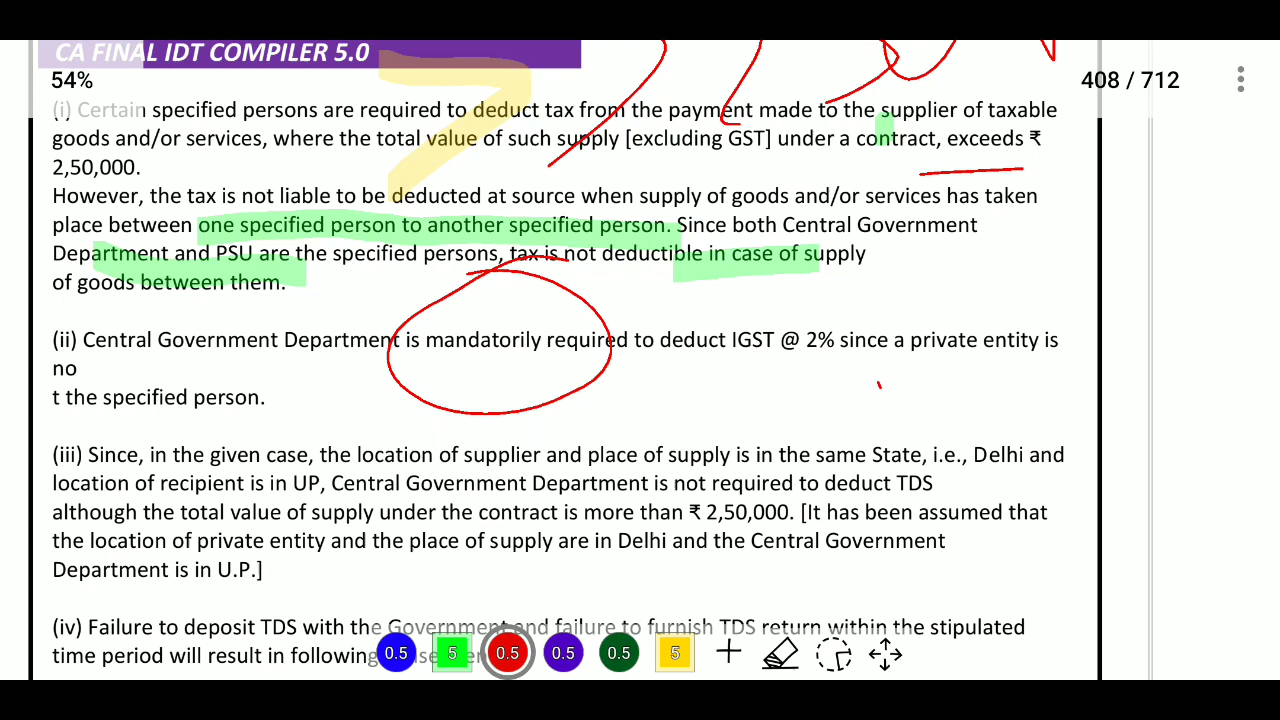 CA FINAL IDT COMPILER 5.0
54%
408 / 712
(i) Certain specified persons are required to deduct tax from the payment made to the supplier of taxable
goods and/or services, where the total value of such supply [excluding GST] under a contract, exceeds ₹
2,50,000.
However, the tax is not liable to be deducted at source when supply of goods and/or services has taken
place between one specified person to another specified person. Since both Central Government
Department and PSU are the specified persons, tax is not deductible in case of supply
of goods between them.
(ii) Central Government Department is mandatorily required to deduct IGST @ 2% since a private entity is
no
t the specified person.
(iii) Since, in the given case, the location of supplier and place of supply is in the same State, i.e., Delhi and
location of recipient is in UP, Central Government Department is not required to deduct TDS
although the total value of supply under the contract is more than ₹ 2,50,000. [It has been assumed that
the location of private entity and the place of supply are in Delhi and the Central Government
Department is in U.P.]
(iv) Failure to deposit TDS with the Government and failure to furnish TDS return within the stipulated
time period will result in following
0.5 5 0.5 0.5 0.5 5